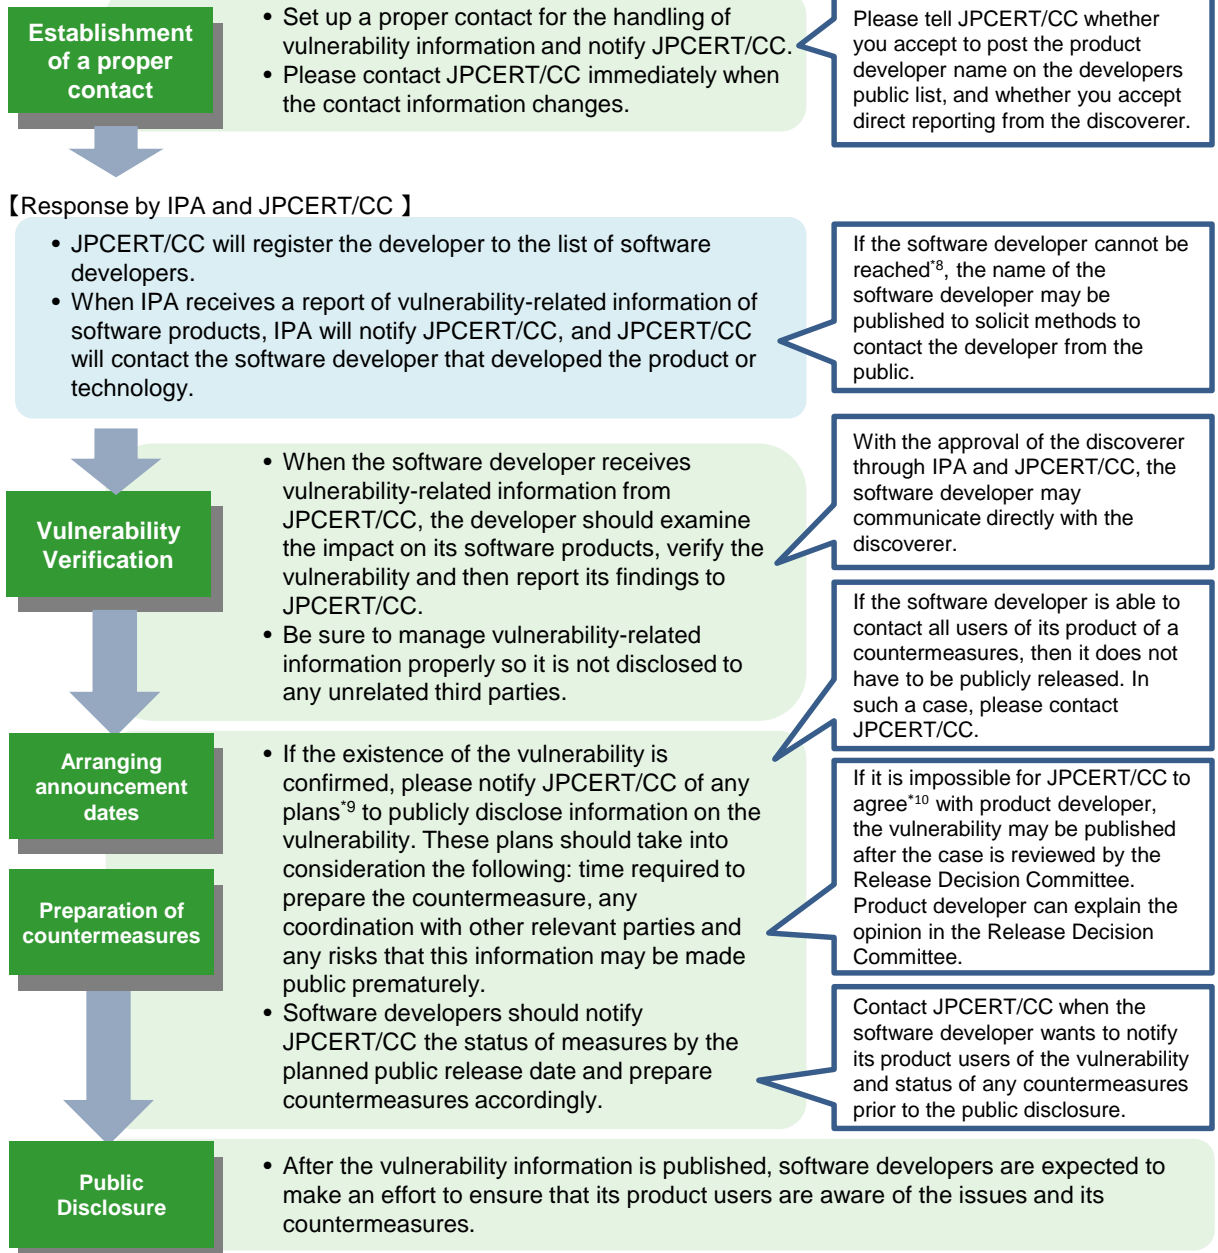 Establishment
of a proper
contact
• Set up a proper contact for the handling of
vulnerability information and notify JPCERT/CC.
• Please contact JPCERT/CC immediately when
the contact information changes.
Please tell JPCERT/CC whether
you accept to post the product
developer name on the developers
public list, and whether you accept
direct reporting from the discoverer.
【Response by IPA and JPCERT/CC 】
• JPCERT/CC will register the developer to the list of software
developers.
• When IPA receives a report of vulnerability-related information of
software products, IPA will notify JPCERT/CC, and JPCERT/CC
will contact the software developer that developed the product or
technology.
If the software developer cannot be
reached*8, the name of the
software developer may be
published to solicit methods to
contact the developer from the
public.
Vulnerability
Verification
• When the software developer receives
vulnerability-related information from
JPCERT/CC, the developer should examine
the impact on its software products, verify the
vulnerability and then report its findings to
JPCERT/CC.
• Be sure to manage vulnerability-related
information properly so it is not disclosed to
any unrelated third parties.
With the approval of the discoverer
through IPA and JPCERT/CC, the
software developer may
communicate directly with the
discoverer.
If the software developer is able to
contact all users of its product of a
countermeasures, then it does not
have to be publicly released. In
such a case, please contact
JPCERT/CC.
Arranging
announcement
dates
Preparation of
countermeasures
• If the existence of the vulnerability is
confirmed, please notify JPCERT/CC of any
plans*9 to publicly disclose information on the
vulnerability. These plans should take into
consideration the following: time required to
prepare the countermeasure, any
coordination with other relevant parties and
any risks that this information may be made
public prematurely.
• Software developers should notify
JPCERT/CC the status of measures by the
planned public release date and prepare
countermeasures accordingly.
If it is impossible for JPCERT/CC to
agree*10 with product developer,
the vulnerability may be published
after the case is reviewed by the
Release Decision Committee.
Product developer can explain the
opinion in the Release Decision
Committee.
Contact JPCERT/CC when the
software developer wants to notify
its product users of the vulnerability
and status of any countermeasures
prior to the public disclosure.
Public
Disclosure
• After the vulnerability information is published, software developers are expected to
make an effort to ensure that its product users are aware of the issues and its
countermeasures.